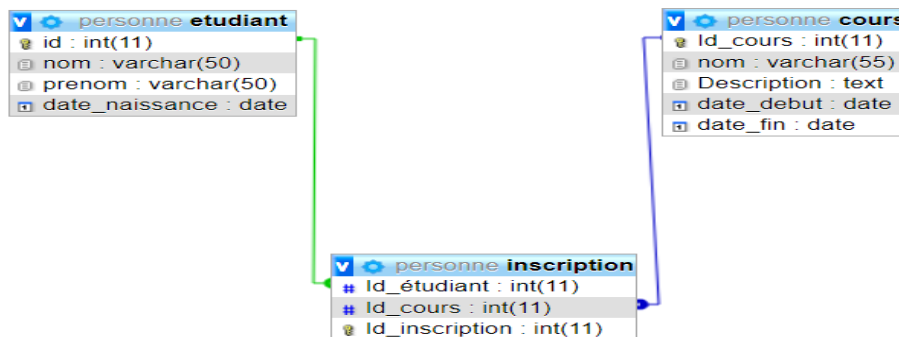 personne etudiant
id : int(11)
nom : varchar(50)
prenom : varchar(50)
date_naissance : date
personne cours
Id_cours : int(11)
nom : varchar(55)
Description : text
date_debut : date
date_fin : date
personne inscription
Id_étudiant : int(11)
Id_cours : int(11)
Id_inscription : int(11)